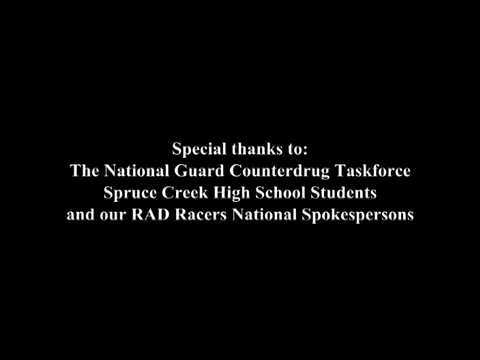 Special thanks to:
The National Guard Counterdrug Taskforce
Spruce Creek High School Students
and our RAD Racers National Spokespersons